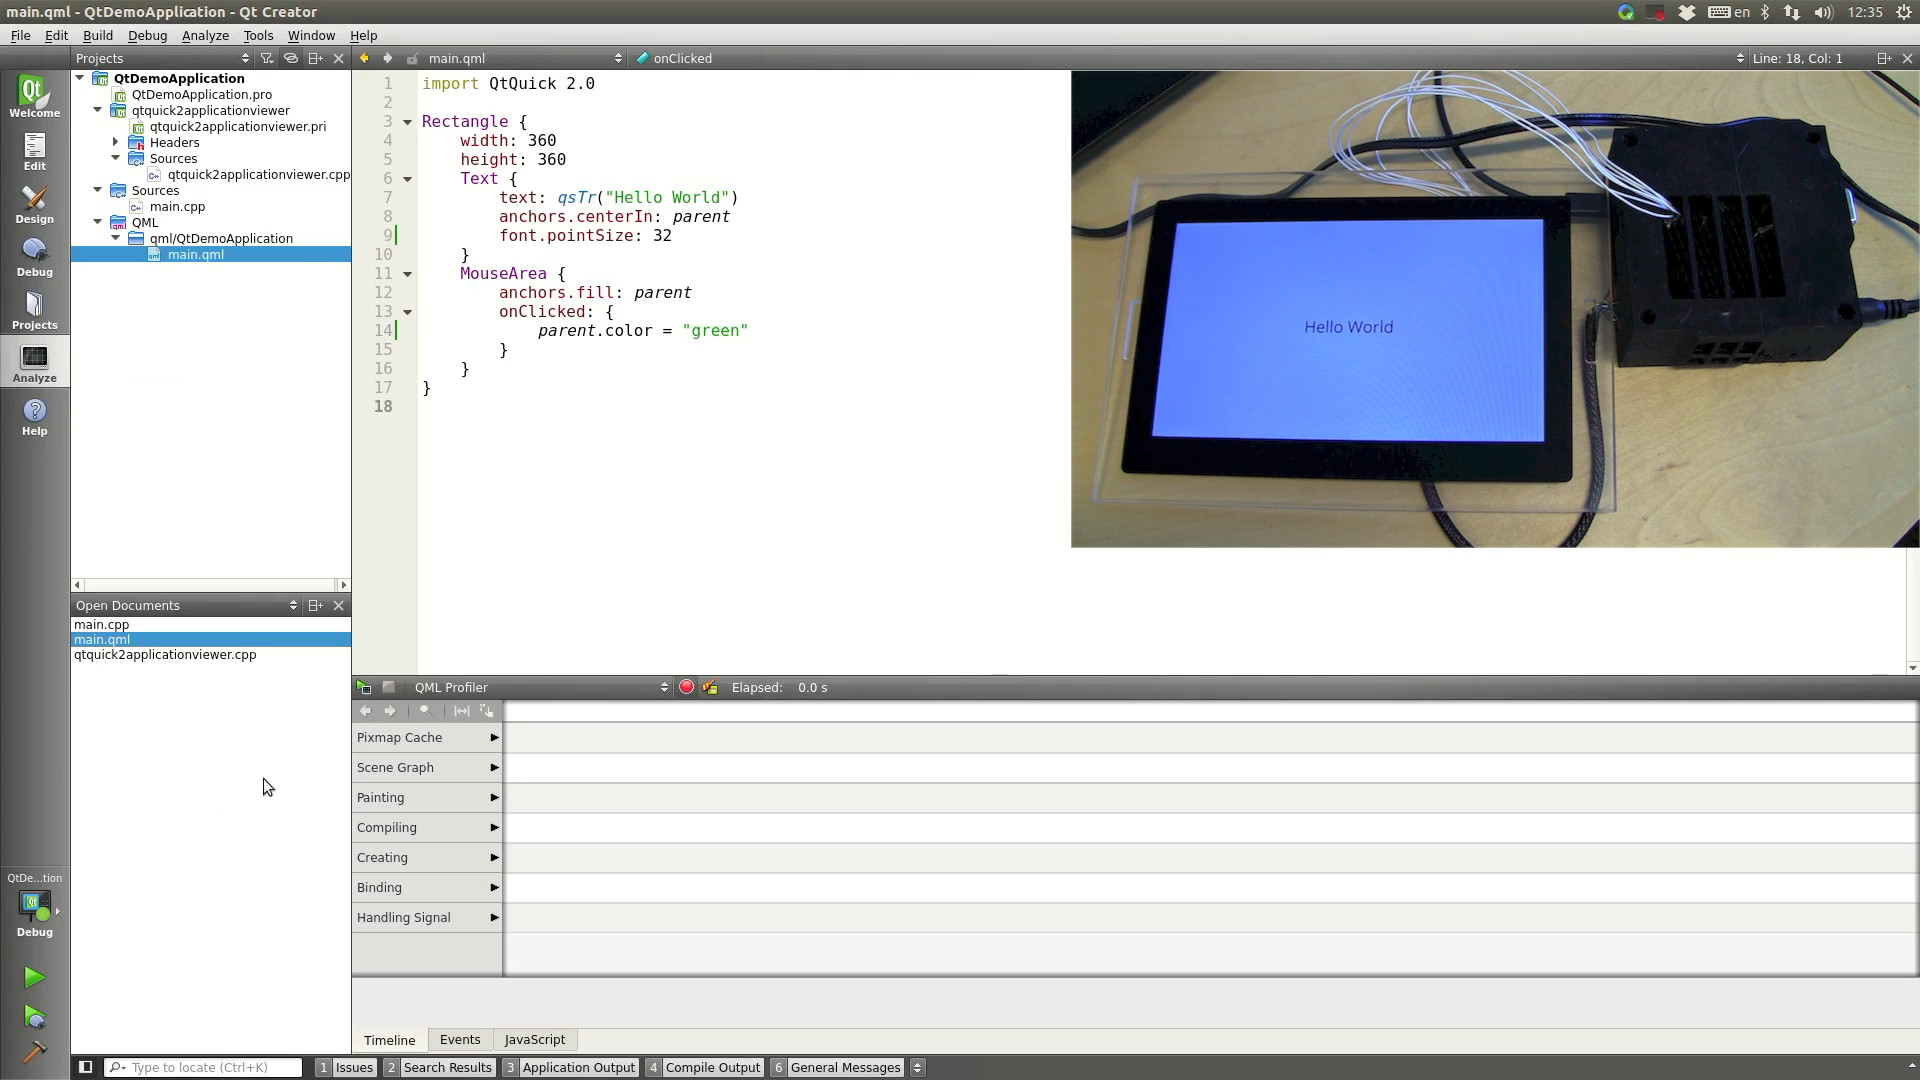 main.qml - QtDemoApplication - Qt Creator
en
12:35
File Edit Build Debug Analyze Tools Window Help
Projects
main.qml
onClicked
Line: 18, Col: 1
Qt
Welcome
Edit
Design
Debug
Projects
Analyze
Help
QtDemoApplication
QtDemoApplication.pro
qtquick2applicationviewer
qtquick2applicationviewer.pri
Headers
Sources
qtquick2applicationviewer.cpp
Sources
main.cpp
QML
qml/QtDemoApplication
main.qml
1 import QtQuick 2.0
2
3 Rectangle {
4 width: 360
5 height: 360
6 Text {
7 text: qsTr("Hello World")
8 anchors.centerIn: parent
9 font.pointSize: 32
10 }
11 MouseArea {
12 anchors.fill: parent
13 onClicked: {
14 parent.color = "green"
15 }
16 }
17 }
18
Hello World
Open Documents
main.cpp
main.qml
qtquick2applicationviewer.cpp
QML Profiler
Elapsed: 0.0 s
Pixmap Cache
Scene Graph
Painting
Compiling
Creating
Binding
Handling Signal
Timeline Events JavaScript
QtDe...tion
Debug
Type to locate (Ctrl+K)
1 Issues 2 Search Results 3 Application Output 4 Compile Output 6 General Messages